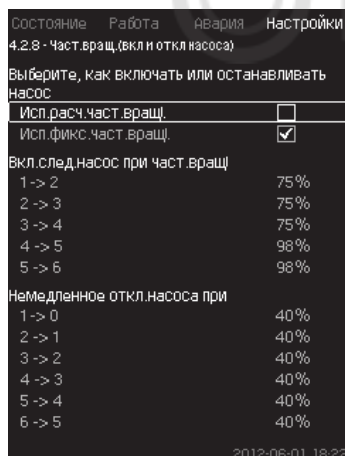 Состояние Работа Авария Настройки
4.2.8 - Част.вращ.(вкл и откл насоса)
Выберите, как включать или останавливать
насос
Исп.расч.част.вращ.
Исп.фикс.част.вращ.
Вкл.след.насос при част.вращ
1 -> 2 75%
2 -> 3 75%
3 -> 4 75%
4 -> 5 98%
5 -> 6 98%
Немедленное откл.насоса при
1 -> 0 40%
2 -> 1 40%
3 -> 2 40%
4 -> 3 40%
5 -> 4 40%
6 -> 5 40%
2012-06-01 18:22